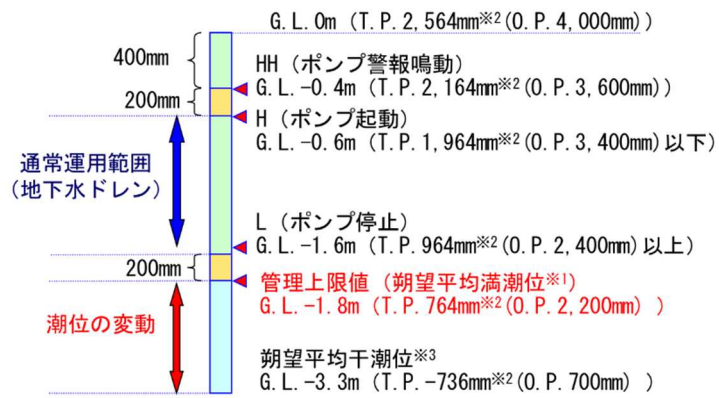 G.L.0m (T.P.2,564mm※2(O.P.4,000mm))
400mm
HH(ポンプ警報鳴動)
G.L.-0.4m (T.P.2,164mm※2(O.P.3,600mm))
200mm
H(ポンプ起動)
G.L.-0.6m (T.P.1,964mm※2(O.P.3,400mm)以下)
通常運用範囲
(地下水ドレン)
L(ポンプ停止)
G.L.-1.6m (T.P.964mm※2(O.P.2,400mm)以上)
200mm
管理上限値(朔望平均満潮位※1)
G.L.-1.8m (T.P.764mm※2(O.P.2,200mm) )
潮位の変動
朔望平均干潮位※3
G.L.-3.3m (T.P.-736mm※2(O.P.700mm) )